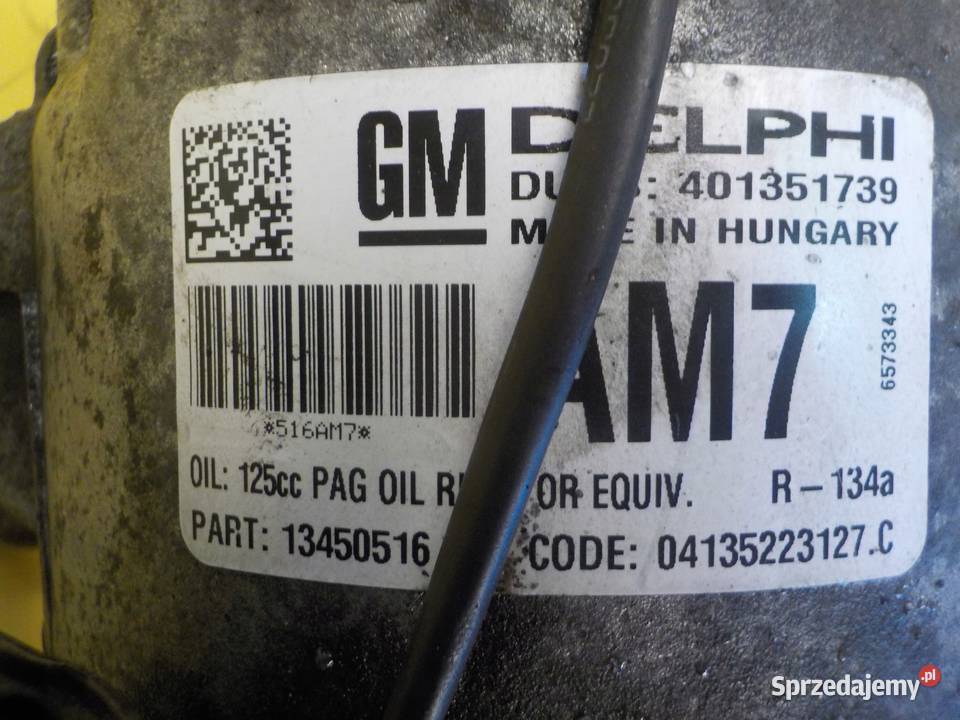 GM DELPHI
401351739
MADE IN HUNGARY
AM7
6573343
*516AM7*
OIL: 125cc PAG OIL OR EQUIV. R-134a
PART: 13450516 CODE: 04135223127.C
Sprzedajemy.pl